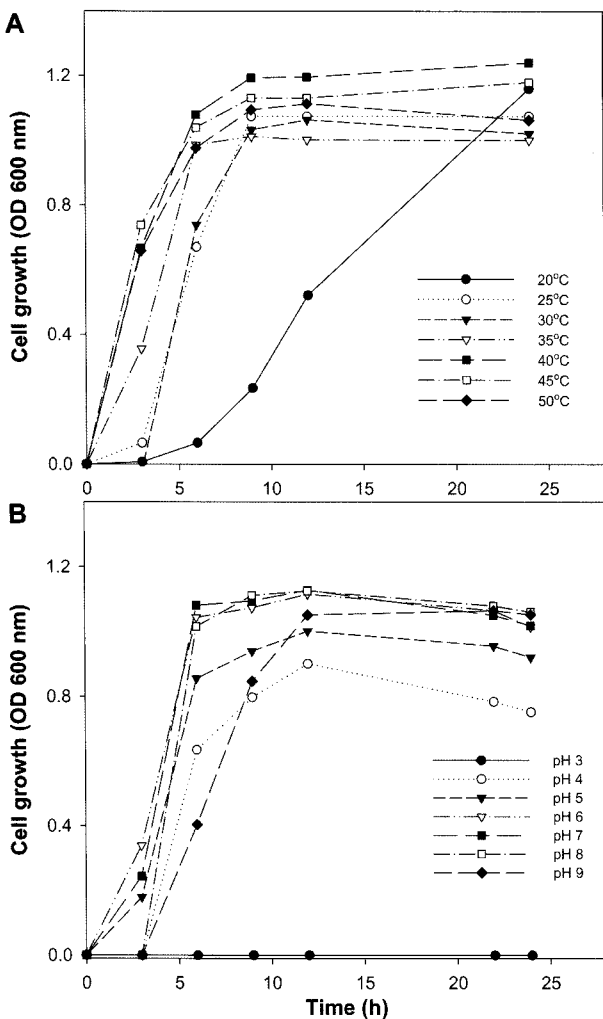 A
Cell growth (OD 600 nm)
1.2
0.8
0.4
0.0
20°C
25°C
30°C
35°C
40°C
45°C
50°C
0 5 10 15 20 25
B
Cell growth (OD 600 nm)
1.2
0.8
0.4
0.0
pH 3
pH 4
pH 5
pH 6
pH 7
pH 8
pH 9
0 5 10 15 20 25
Time (h)